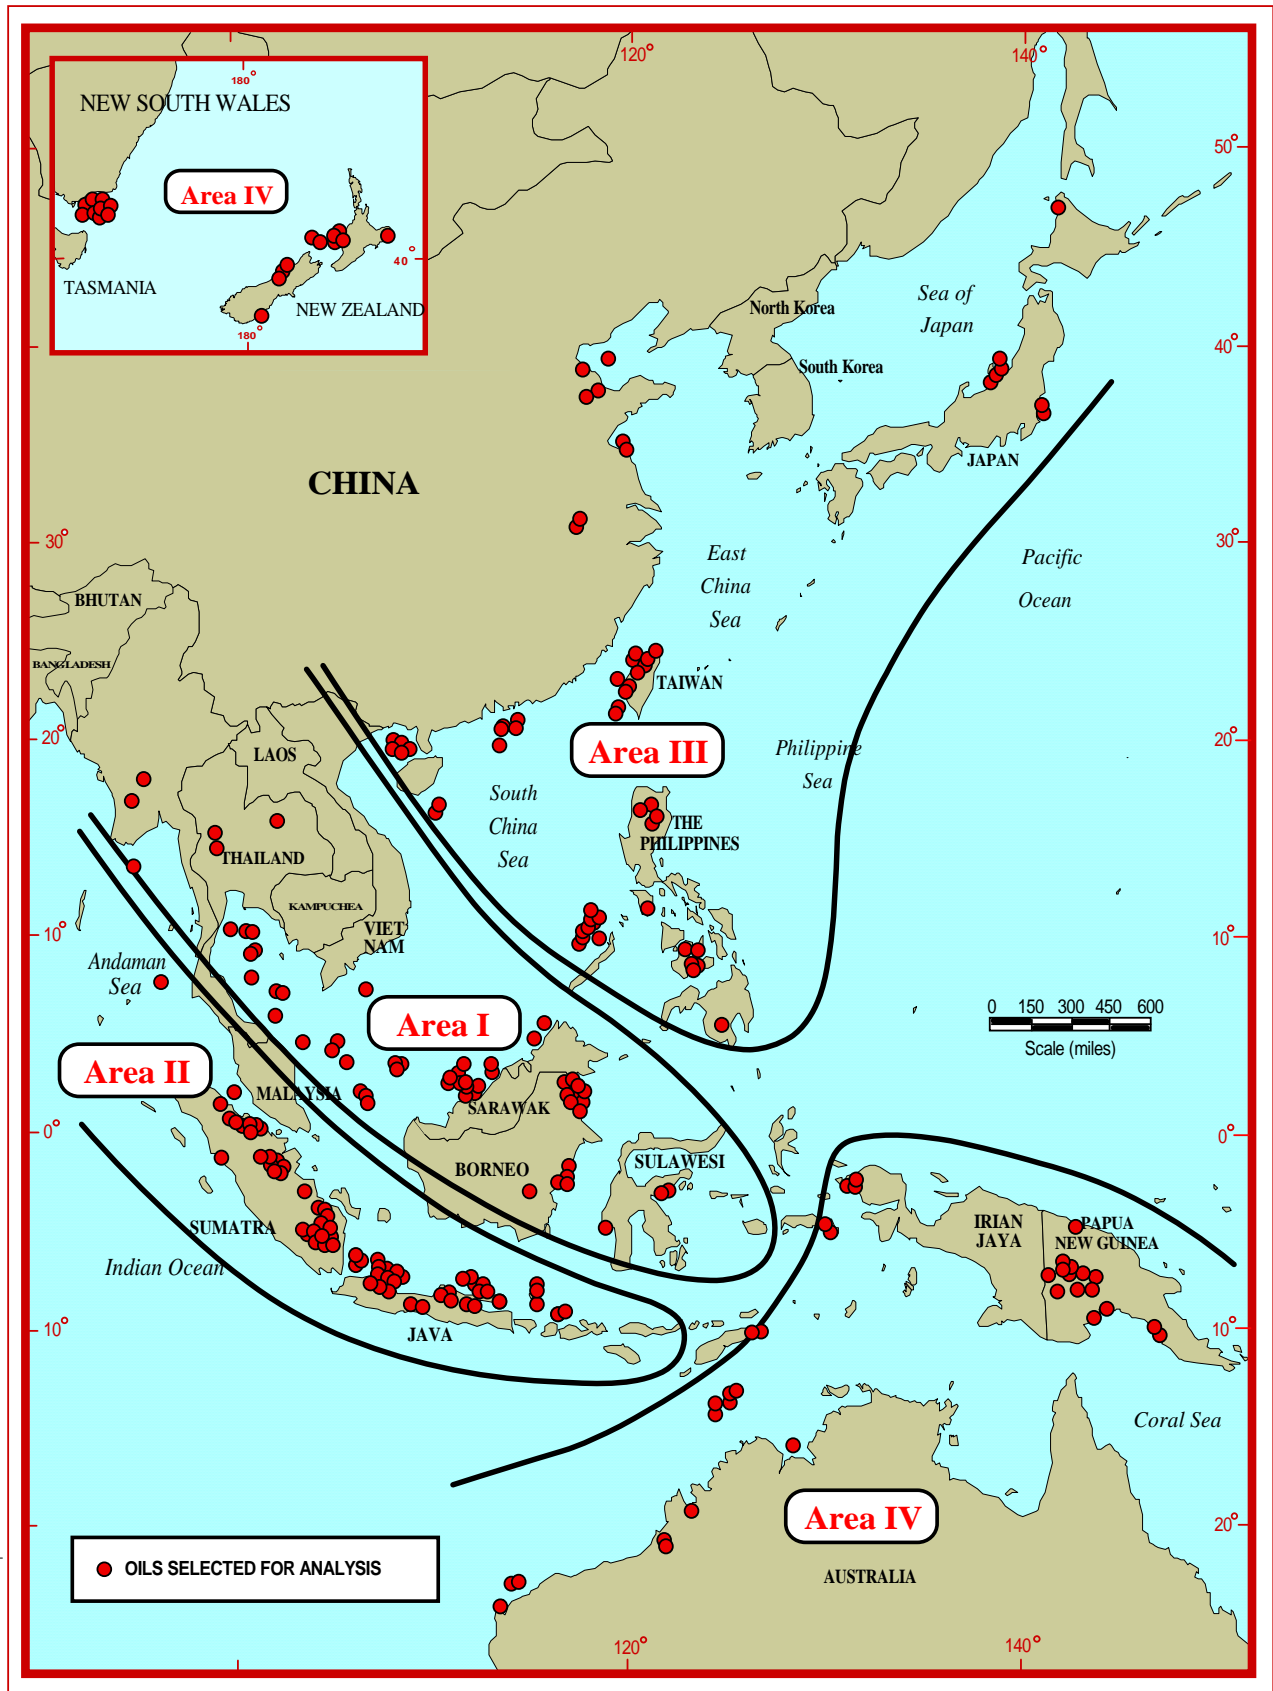 120°
140°
180°
NEW SOUTH WALES
Area IV
40°
TASMANIA
NEW ZEALAND
180°
50°
Sea of
Japan
North Korea
South Korea
40°
JAPAN
CHINA
30°
30°
East
China
Sea
Pacific
Ocean
BHUTAN
BANGLADESH
TAIWAN
20°
20°
LAOS
Area III
Philippine
Sea
South
China
Sea
THE
PHILIPPINES
THAILAND
KAMPUCHEA
VIET
NAM
10°
10°
Andaman
Sea
0 150 300 450 600
Scale (miles)
Area I
Area II
MALAYSIA
SARAWAK
0°
0°
BORNEO
SULAWESI
SUMATRA
IRIAN
JAYA
PAPUA
NEW GUINEA
Indian Ocean
10°
10°
JAVA
Coral Sea
Area IV
20°
AUSTRALIA
OILS SELECTED FOR ANALYSIS
120°
140°